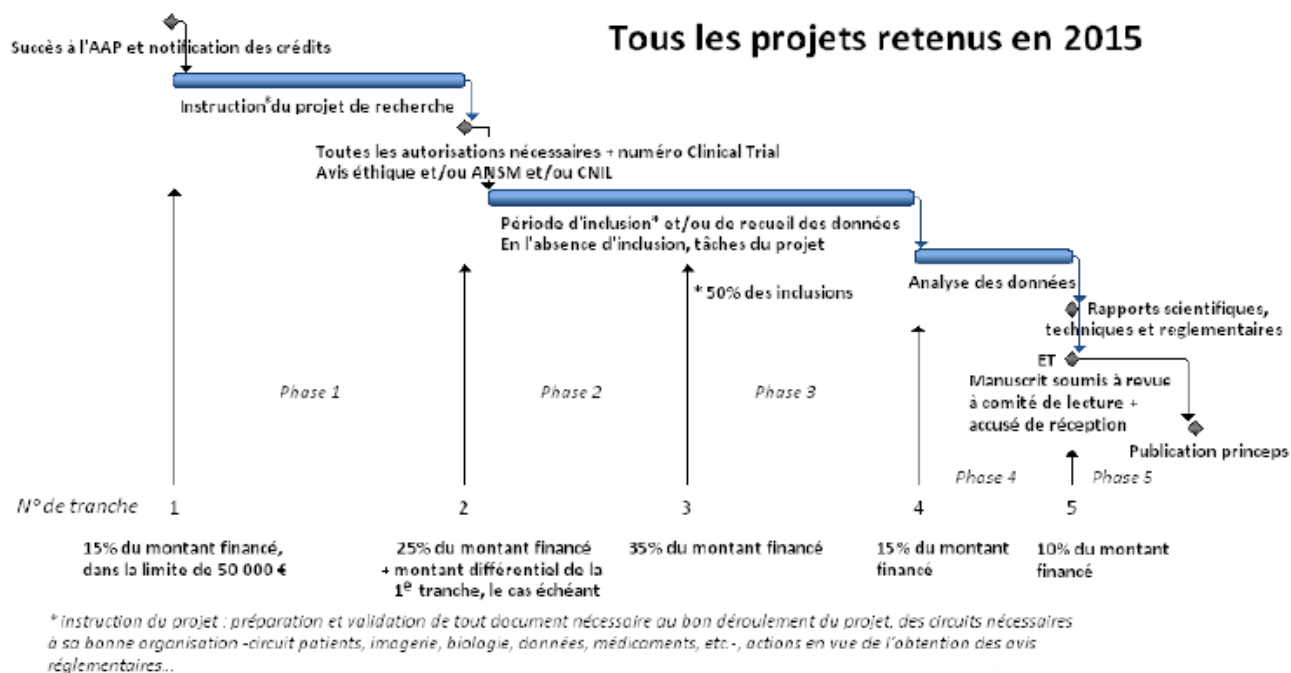 Tous les projets retenus en 2015
Succès à l'AAP et notification des crédits
Instruction*du projet de recherche
Toutes les autorisations nécessaires + numéro Clinical Trial
Avis éthique et/ou ANSM et/ou CNIL
Période d'inclusion* et/ou de recueil des données
En l'absence d'inclusion, tâches du projet
* 50% des inclusions
Analyse des données
Rapports scientifiques,
techniques et reglementaires
ET
Manuscrit soumis à revue
à comité de lecture +
accusé de réception
Publication princeps
Phase 1
Phase 2
Phase 3
Phase 4
Phase 5
N° de tranche 1 2 3 4 5
15% du montant financé,
dans la limite de 50 000 €
25% du montant financé
+ montant différentiel de la
1e tranche, le cas échéant
35% du montant financé
15% du montant
financé
10% du montant
financé
* instruction du projet : préparation et validation de tout document nécessaire au bon déroulement du projet, des circuits nécessaires
à sa bonne organisation -circuit patients, imagerie, biologie, données, médicaments, etc.-, actions en vue de l'obtention des avis
réglementaires...